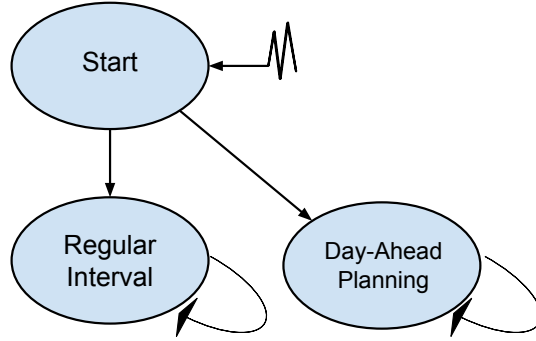 Start
Regular
Interval
Day-Ahead
Planning